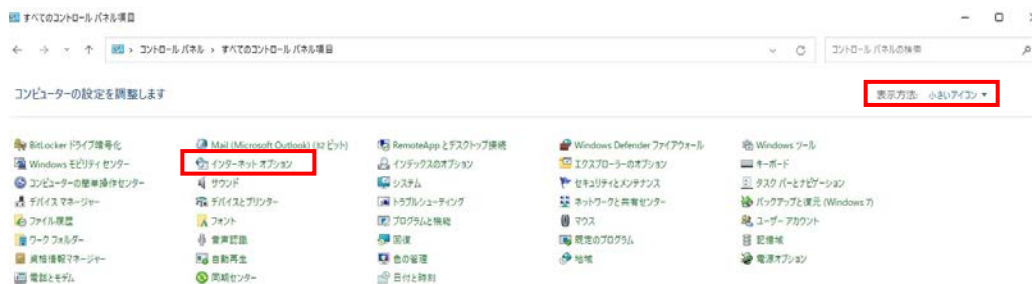 すべてのコントロール パネル項目
コントロール パネル › すべてのコントロール パネル項目
コントロール パネルの検索
コンピューターの設定を調整します
表示方法: 小さいアイコン
BitLocker ドライブ暗号化
Mail (Microsoft Outlook) (32 ビット)
RemoteApp とデスクトップ接続
Windows Defender ファイアウォール
Windows ツール
Windows モビリティ センター
インターネット オプション
インデックスのオプション
エクスプローラーのオプション
キーボード
コンピューターの簡単操作センター
サウンド
システム
セキュリティとメンテナンス
タスク バーとナビゲーション
デバイス マネージャー
デバイスとプリンター
トラブルシューティング
ネットワークと共有センター
バックアップと復元 (Windows 7)
ファイル履歴
フォント
プログラムと機能
マウス
ユーザー アカウント
ワーク フォルダー
音声認識
回復
既定のプログラム
記憶域
資格情報マネージャー
自動再生
色の管理
地域
電源オプション
電話とモデム
同期センター
日付と時刻